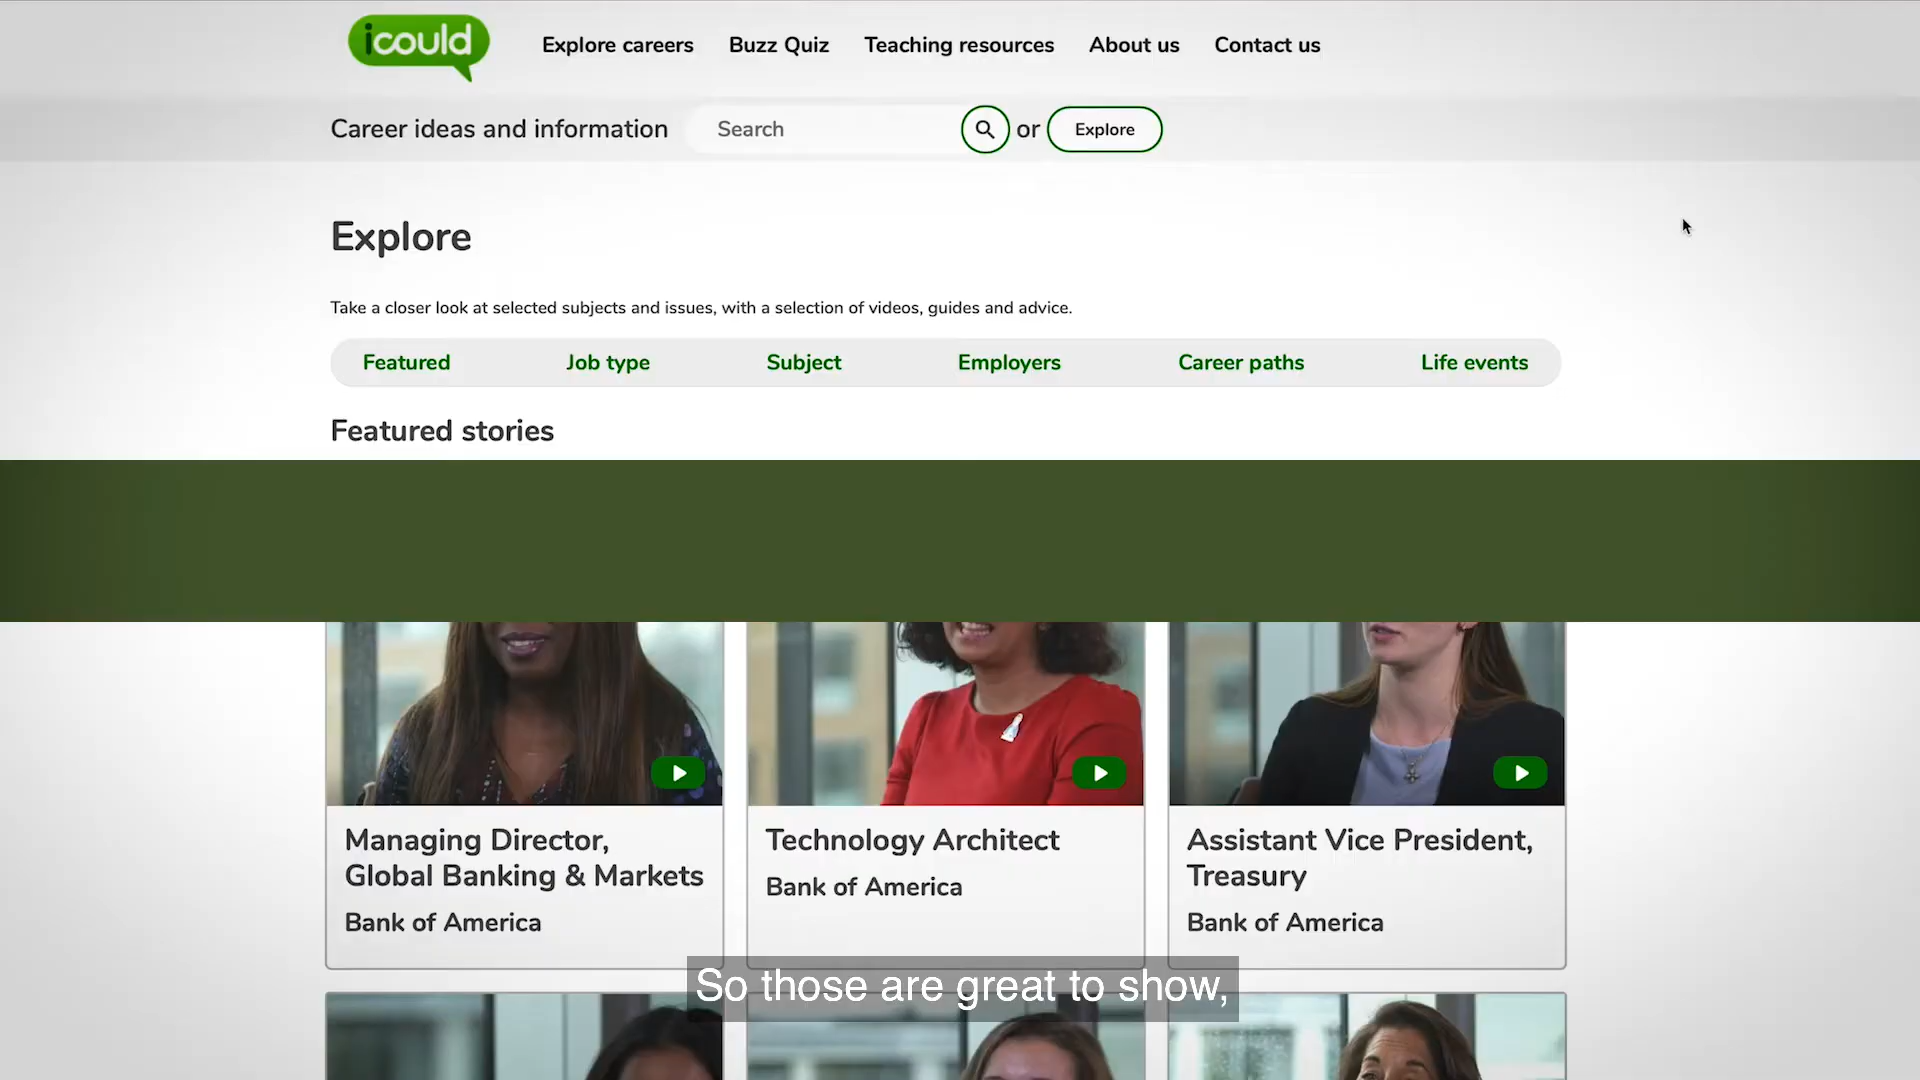 icould
Explore careers
Buzz Quiz
Teaching resources
About us
Contact us
Career ideas and information
Search
or
Explore
Explore
Take a closer look at selected subjects and issues, with a selection of videos, guides and advice.
Featured
Job type
Subject
Employers
Career paths
Life events
Featured stories
Managing Director,
Global Banking & Markets
Bank of America
Technology Architect
Bank of America
Assistant Vice President,
Treasury
Bank of America
So those are great to show,